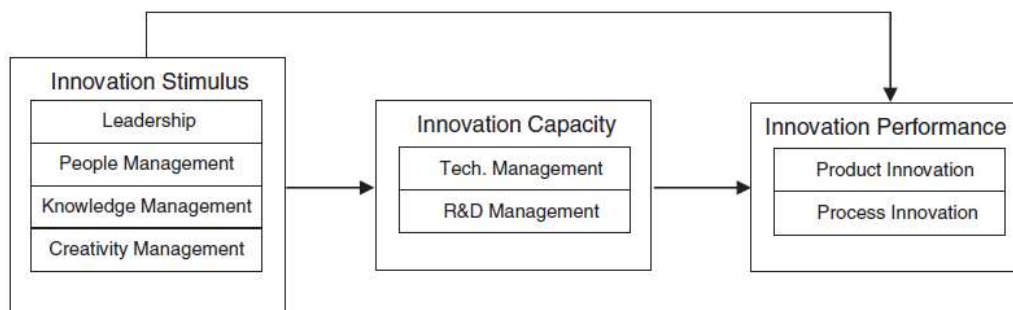 Innovation Stimulus
Leadership
People Management
Knowledge Management
Creativity Management
Innovation Capacity
Tech. Management
R&D Management
Innovation Performance
Product Innovation
Process Innovation